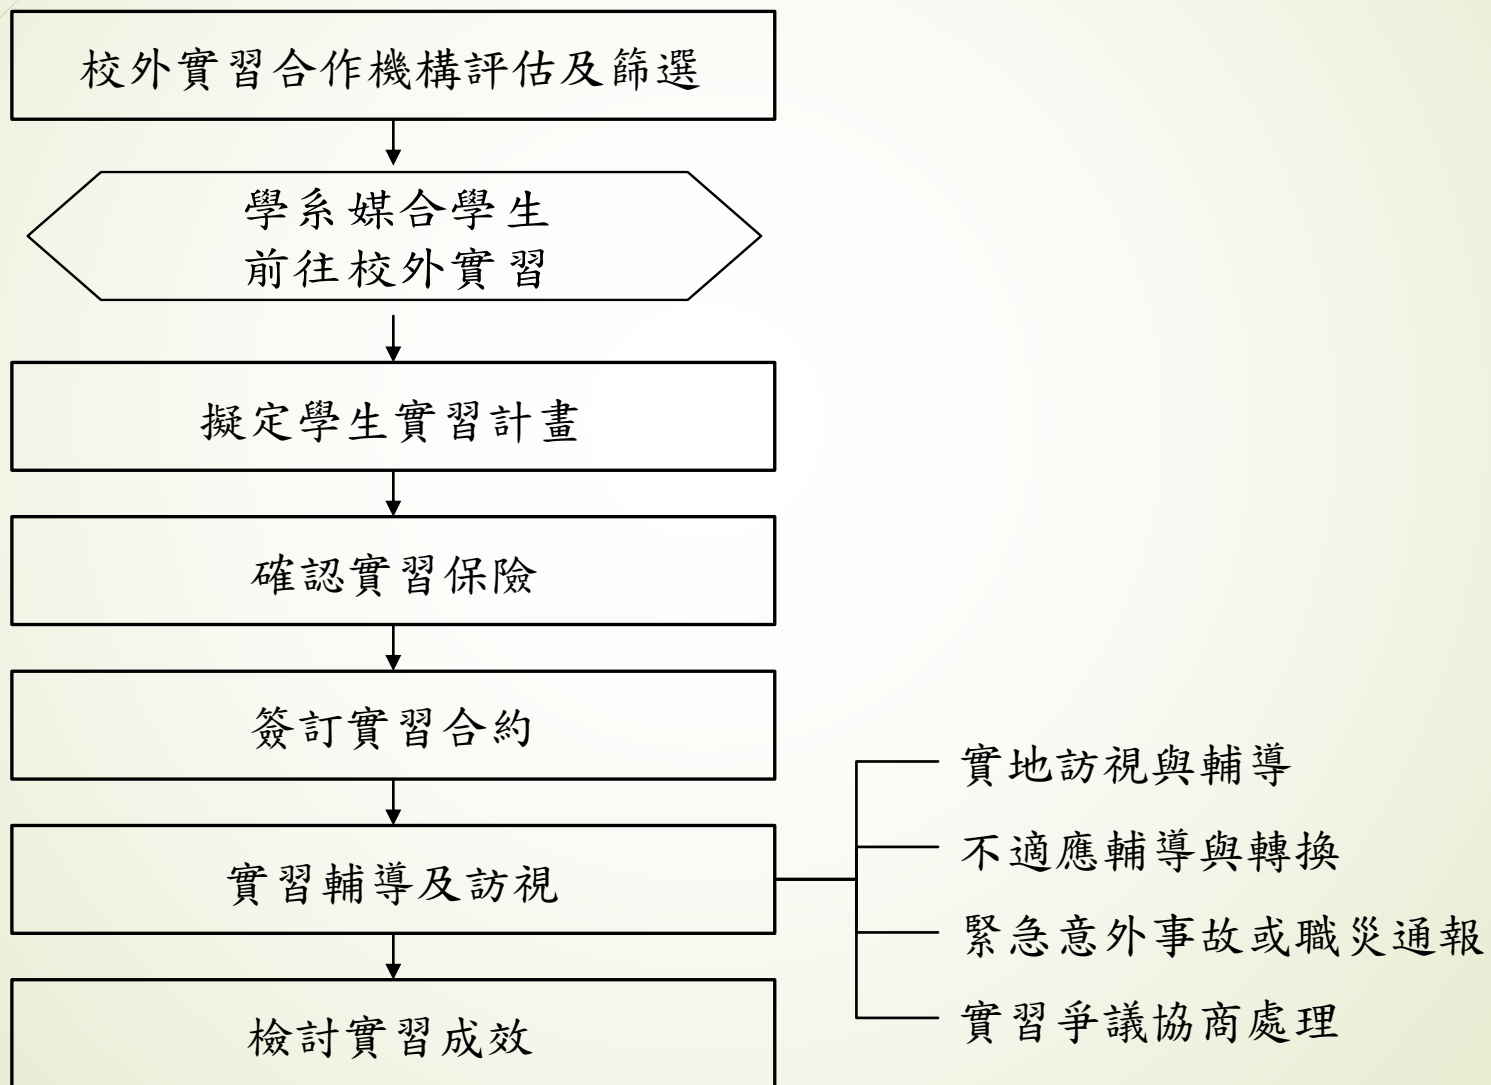 校外實習合作機構評估及篩選
學系媒合學生
前往校外實習
擬定學生實習計畫
確認實習保險
簽訂實習合約
實習輔導及訪視
實地訪視與輔導
不適應輔導與轉換
緊急意外事故或職災通報
實習爭議協商處理
檢討實習成效